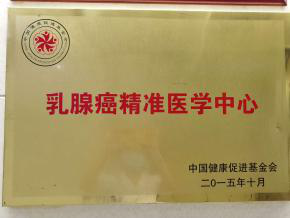 乳腺癌精准医学中心
中国健康促进基金会
二〇一五年十月